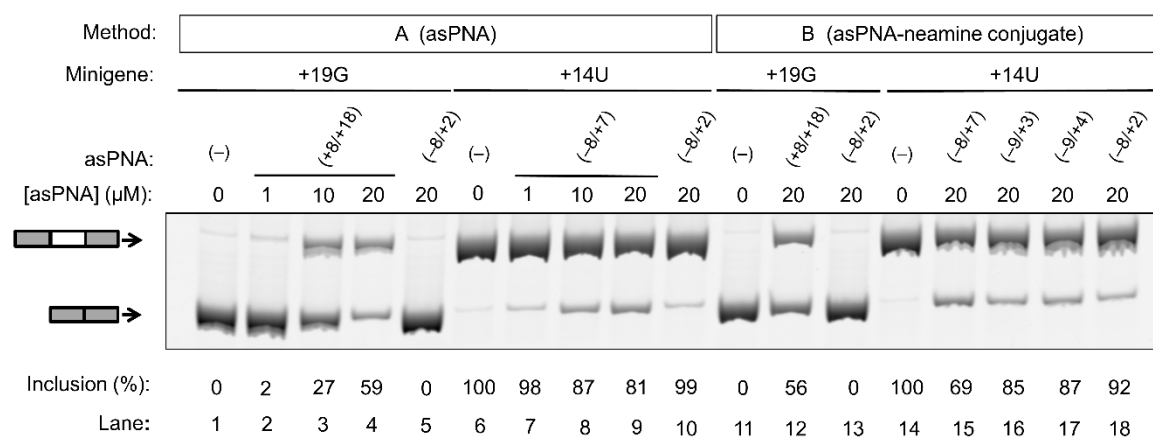 Method: A (asPNA) B (asPNA-neamine conjugate)
Minigene: +19G +14U +19G +14U
asPNA: (–) (+8/+18) (–8/+2) (–) (–8/+7) (–8/+2) (–) (+8/+18) (–8/+2) (–) (–8/+7) (–9/+3) (–9/+4) (–8/+2)
[asPNA] (μM): 0 1 10 20 20 0 1 10 20 20 0 20 20 0 20 20 20 20
Inclusion (%): 0 2 27 59 0 100 98 87 81 99 0 56 0 100 69 85 87 92
Lane: 1 2 3 4 5 6 7 8 9 10 11 12 13 14 15 16 17 18